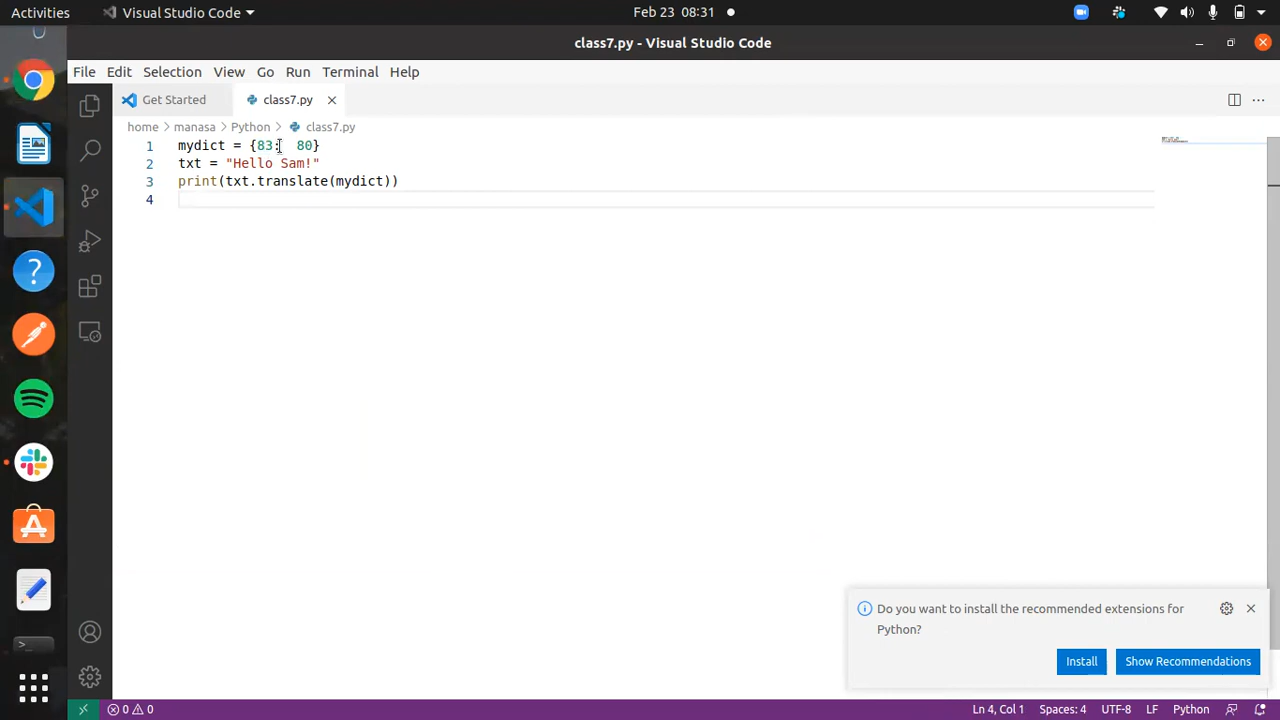 Activities
Visual Studio Code
Feb 23 08:31
class7.py - Visual Studio Code
File Edit Selection View Go Run Terminal Help
Get Started
class7.py
home > manasa > Python > class7.py
1 mydict = {83:  80}
2 txt = "Hello Sam!"
3 print(txt.translate(mydict))
4
Do you want to install the recommended extensions for
Python?
Install
Show Recommendations
0 0
Ln 4, Col 1
Spaces: 4
UTF-8
LF
Python